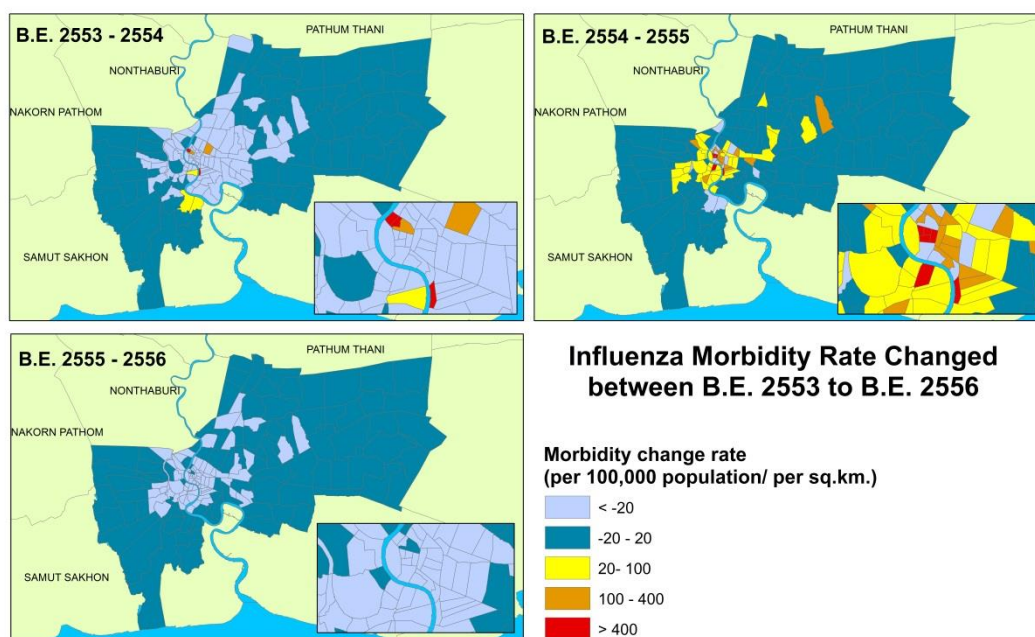 B.E. 2553 - 2554
PATHUM THANI
NONTHABURI
NAKORN PATHOM
SAMUT SAKHON
B.E. 2554 - 2555
PATHUM THANI
NONTHABURI
NAKORN PATHOM
SAMUT SAKHON
B.E. 2555 - 2556
PATHUM THANI
NONTHABURI
NAKORN PATHOM
SAMUT SAKHON
Influenza Morbidity Rate Changed
between B.E. 2553 to B.E. 2556
Morbidity change rate
(per 100,000 population/ per sq.km.)
< -20
-20 - 20
20- 100
100 - 400
> 400